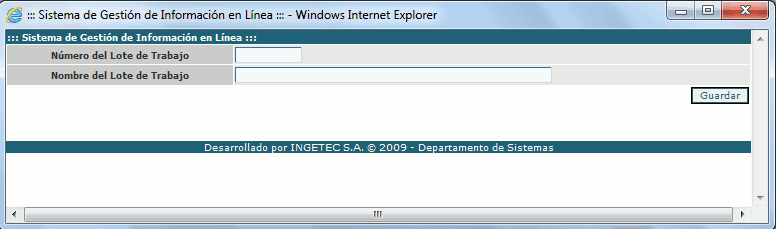 ::: Sistema de Gestión de Información en Línea ::: - Windows Internet Explorer
::: Sistema de Gestión de Información en Línea :::
Número del Lote de Trabajo
Nombre del Lote de Trabajo
Guardar
Desarrollado por INGETEC S.A. © 2009 - Departamento de Sistemas